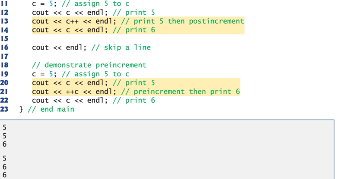 11 c = 5; // assign 5 to c
12 cout << c << endl; // print 5
13 cout << c++ << endl; // print 5 then postincrement
14 cout << c << endl; // print 6
15
16 cout << endl; // skip a line
17
18 // demonstrate preincrement
19 c = 5; // assign 5 to c
20 cout << c << endl; // print 5
21 cout << ++c << endl; // preincrement then print 6
22 cout << c << endl; // print 6
23 } // end main
5
5
6
5
6
6